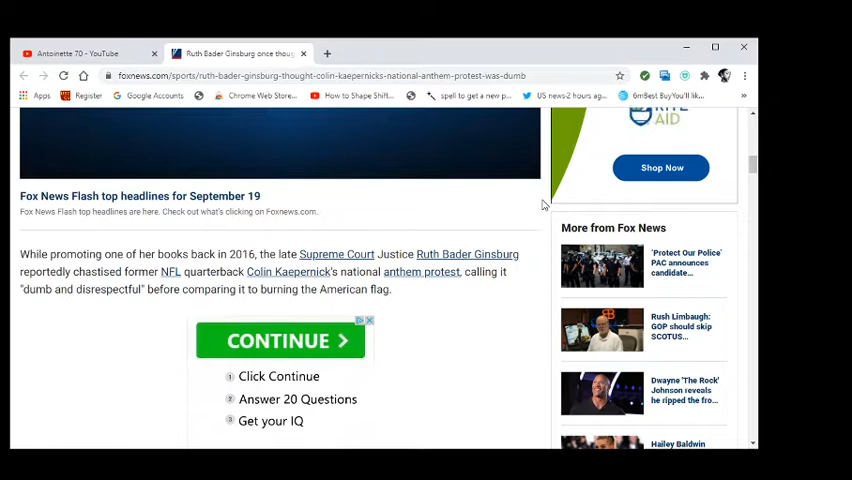 Antoinette 70 - YouTube
Ruth Bader Ginsburg once thoug
foxnews.com/sports/ruth-bader-ginsburg-thought-colin-kaepernicks-national-anthem-protest-was-dumb
Apps
Register
Google Accounts
Chrome Web Store...
How to Shape Shift...
spell to get a new p...
US news-2 hours ag...
6mBest BuyYou'll lik...
»
RITE
AID
Shop Now
Fox News Flash top headlines for September 19
Fox News Flash top headlines are here. Check out what's clicking on Foxnews.com.
While promoting one of her books back in 2016, the late Supreme Court Justice Ruth Bader Ginsburg
reportedly chastised former NFL quarterback Colin Kaepernick's national anthem protest, calling it
"dumb and disrespectful" before comparing it to burning the American flag.
CONTINUE
1 Click Continue
2 Answer 20 Questions
3 Get your IQ
More from Fox News
'Protect Our Police'
PAC announces
candidate...
Rush Limbaugh:
GOP should skip
SCOTUS...
Dwayne 'The Rock'
Johnson reveals
he ripped the fro...
Hailey Baldwin